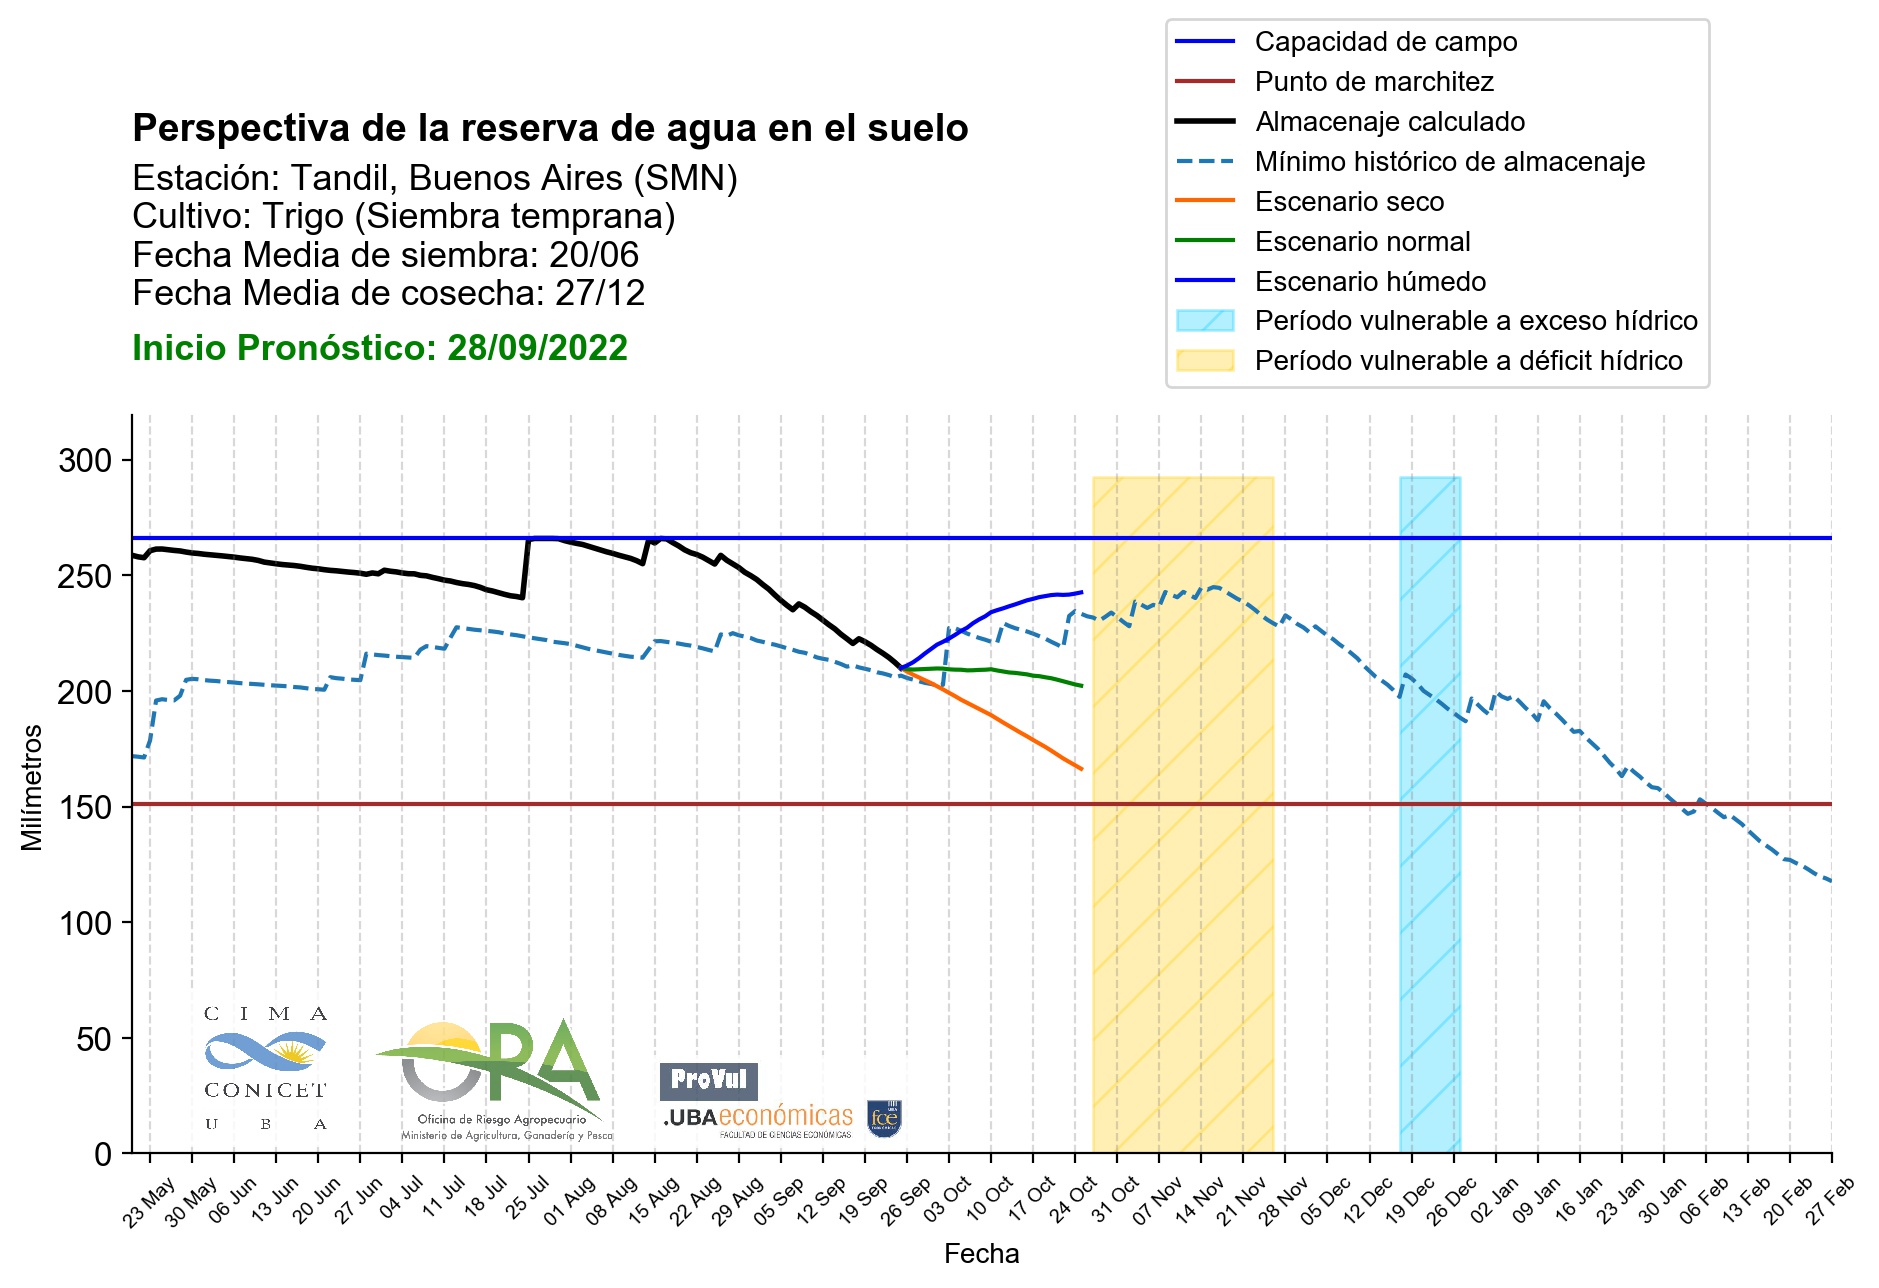 Capacidad de campo
Punto de marchitez
Almacenaje calculado
Mínimo histórico de almacenaje
Escenario seco
Escenario normal
Escenario húmedo
Período vulnerable a exceso hídrico
Período vulnerable a déficit hídrico
Perspectiva de la reserva de agua en el suelo
Estación: Tandil, Buenos Aires (SMN)
Cultivo: Trigo (Siembra temprana)
Fecha Media de siembra: 20/06
Fecha Media de cosecha: 27/12
Inicio Pronóstico: 28/09/2022
300
250
200
150
100
50
0
Milímetros
CIMA
CONICET
UBA
ORA
Oficina de Riesgo Agropecuario
Ministerio de Agricultura, Ganadería y Pesca
ProVul
.UBAeconómicas
FACULTAD DE CIENCIAS ECONÓMICAS
UBA
fce
ECONÓMICAS
23 May
30 May
06 Jun
13 Jun
20 Jun
27 Jun
04 Jul
11 Jul
18 Jul
25 Jul
01 Aug
08 Aug
15 Aug
22 Aug
29 Aug
05 Sep
12 Sep
19 Sep
26 Sep
03 Oct
10 Oct
17 Oct
24 Oct
31 Oct
07 Nov
14 Nov
21 Nov
28 Nov
05 Dec
12 Dec
19 Dec
26 Dec
02 Jan
09 Jan
16 Jan
23 Jan
30 Jan
06 Feb
13 Feb
20 Feb
27 Feb
Fecha